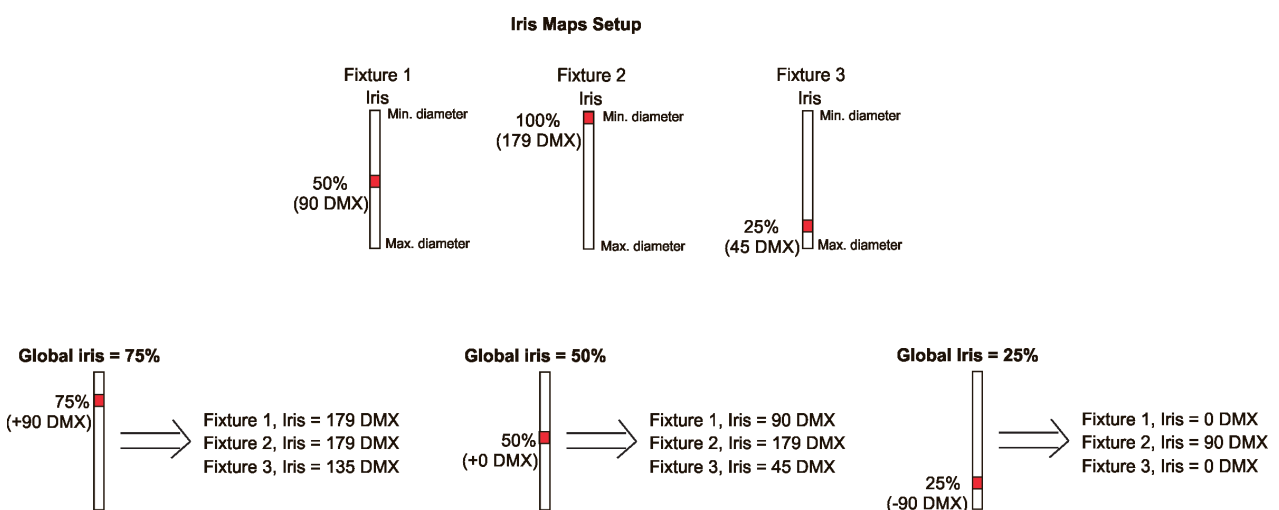 Iris Maps Setup
Fixture 1
Iris
Min. diameter
50%
(90 DMX)
Max. diameter
Fixture 2
Iris
100%
(179 DMX)
Min. diameter
Max. diameter
Fixture 3
Iris
Min. diameter
25%
(45 DMX)
Max. diameter
Global iris = 75%
75%
(+90 DMX)
Fixture 1, Iris = 179 DMX
Fixture 2, Iris = 179 DMX
Fixture 3, Iris = 135 DMX
Global iris = 50%
50%
(+0 DMX)
Fixture 1, Iris = 90 DMX
Fixture 2, Iris = 179 DMX
Fixture 3, Iris = 45 DMX
Global Iris = 25%
25%
(-90 DMX)
Fixture 1, Iris = 0 DMX
Fixture 2, Iris = 90 DMX
Fixture 3, Iris = 0 DMX